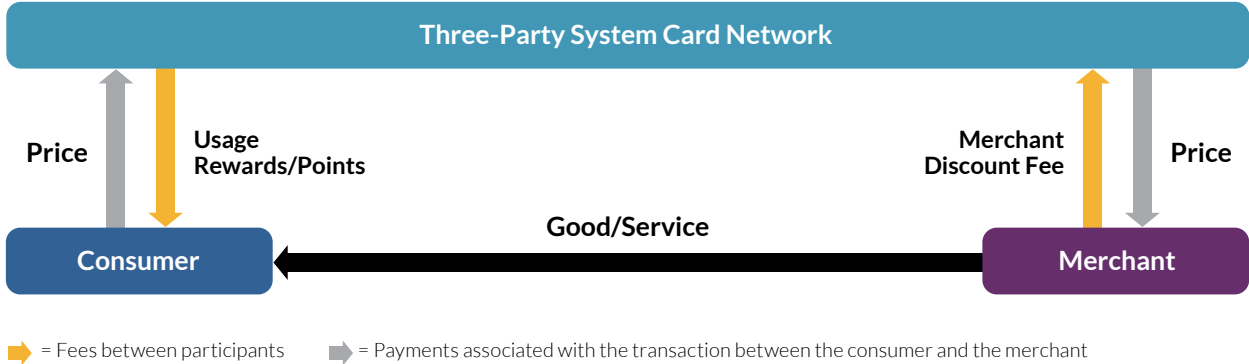 Three-Party System Card Network
Price
Usage
Rewards/Points
Merchant
Discount Fee
Price
Good/Service
Consumer
Merchant
= Fees between participants
= Payments associated with the transaction between the consumer and the merchant